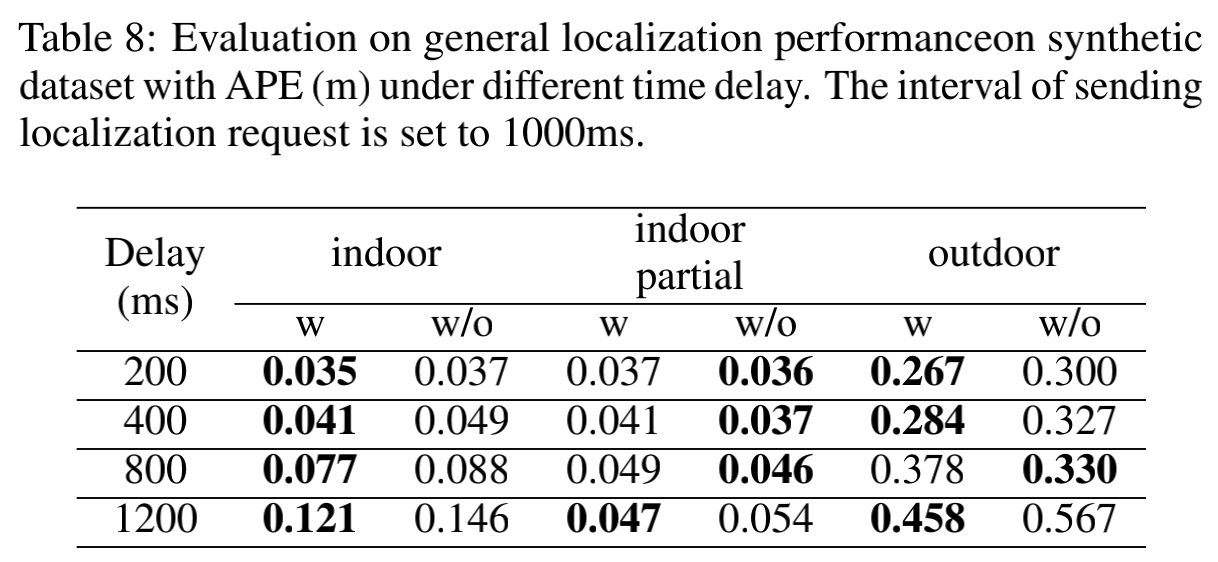 Table 8: Evaluation on general localization performanceon synthetic
dataset with APE (m) under different time delay. The interval of sending
localization request is set to 1000ms.
Delay (ms) indoor indoor partial outdoor
w w/o w w/o w w/o
200 0.035 0.037 0.037 0.036 0.267 0.300
400 0.041 0.049 0.041 0.037 0.284 0.327
800 0.077 0.088 0.049 0.046 0.378 0.330
1200 0.121 0.146 0.047 0.054 0.458 0.567